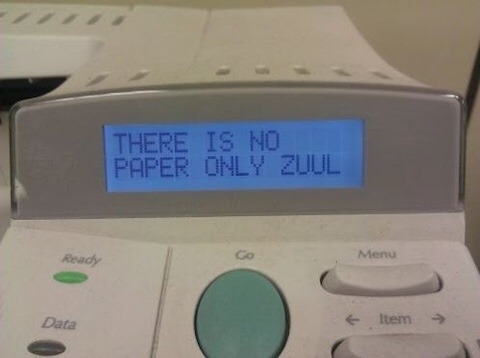 THERE IS NO
PAPER ONLY ZUUL
Ready
Go
Menu
Data
← Item →